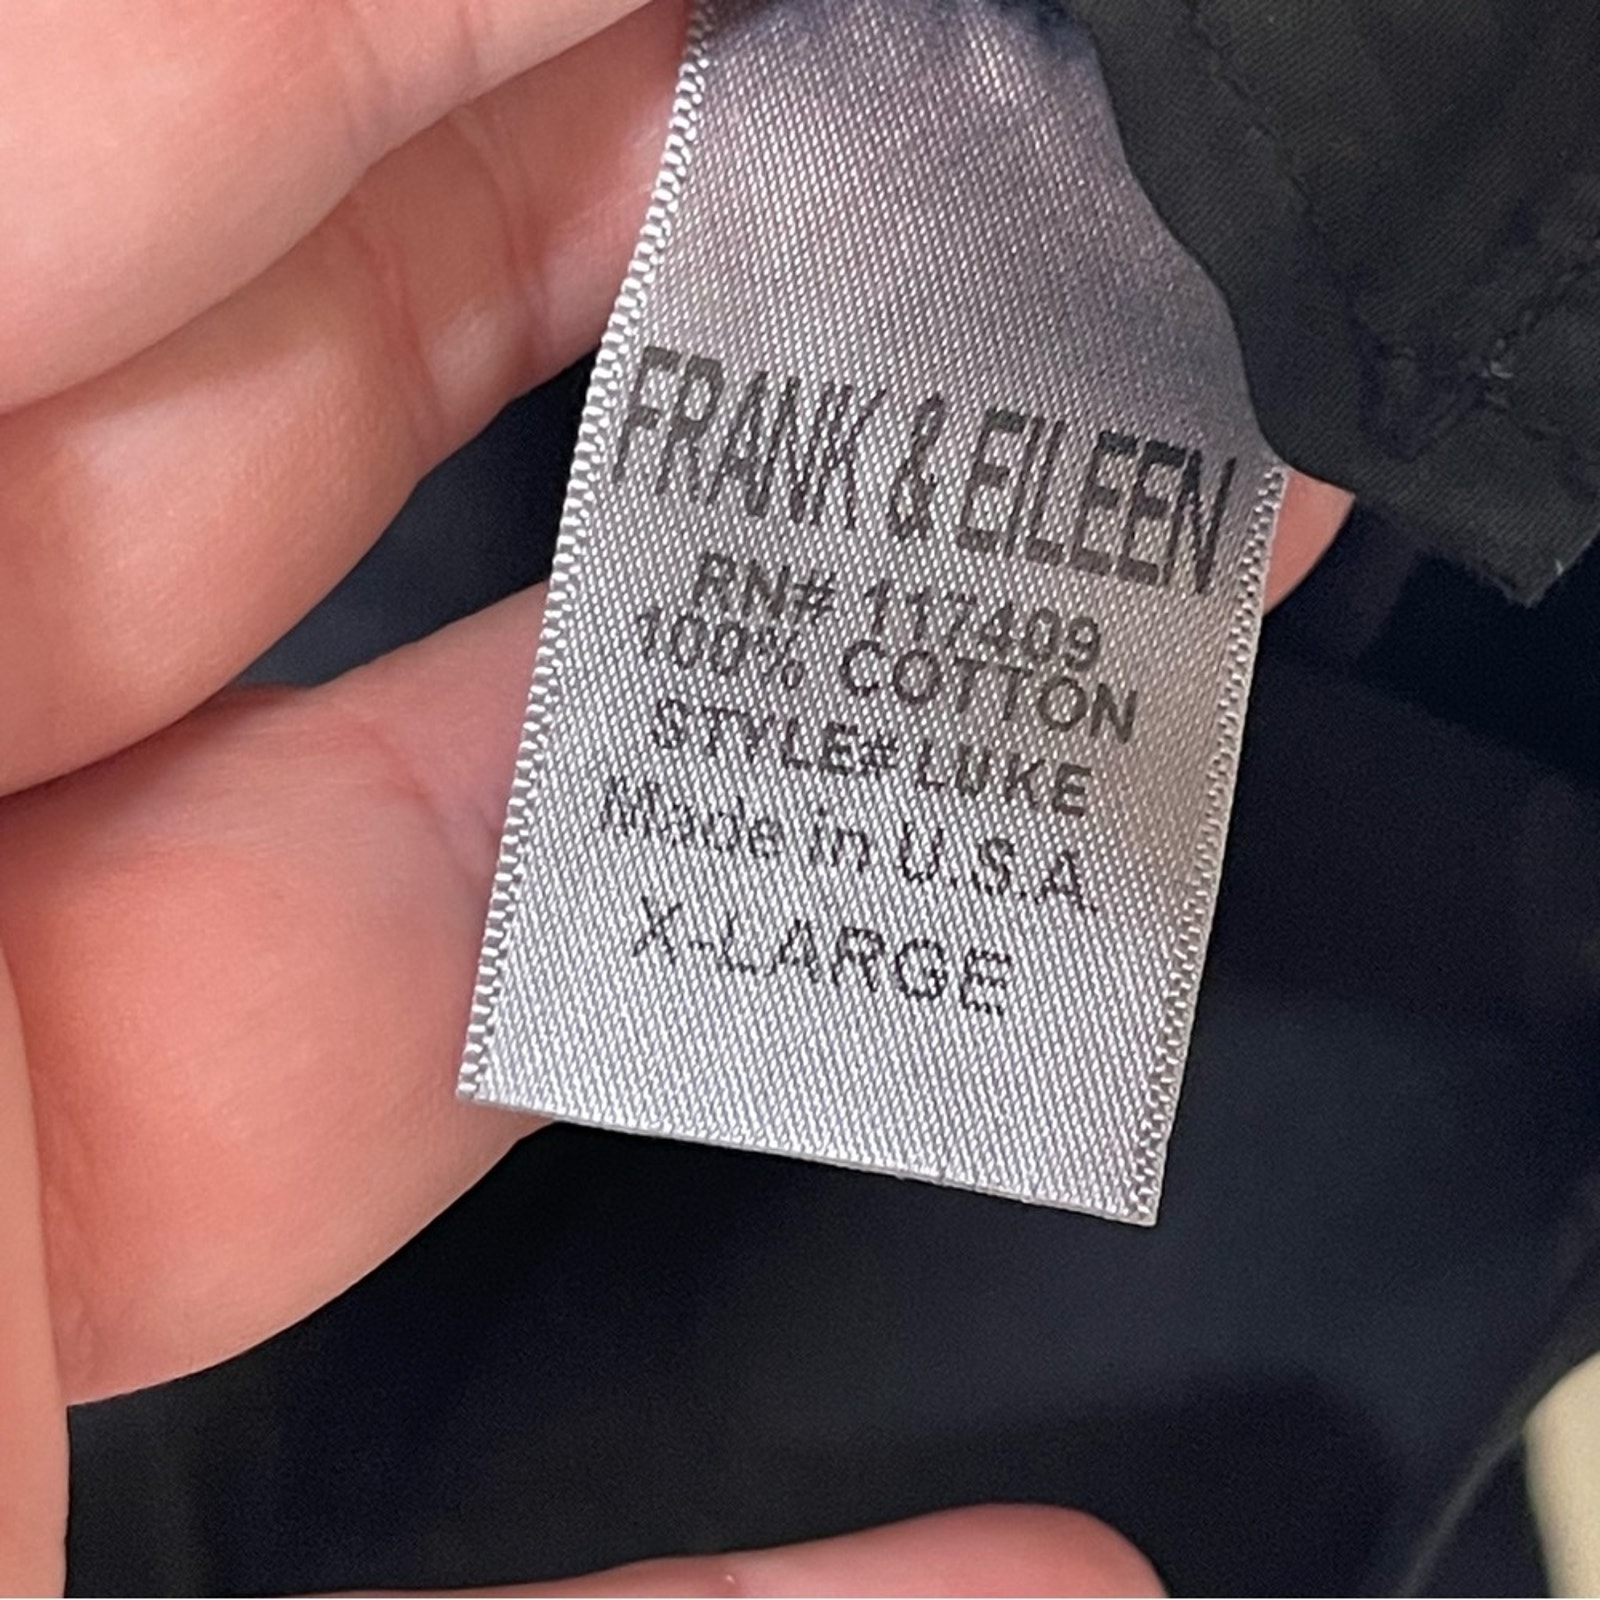 FRANK & EILEEN
RN# 117409
100% COTTON
STYLE# LUKE
Made in U.S.A.
X-LARGE